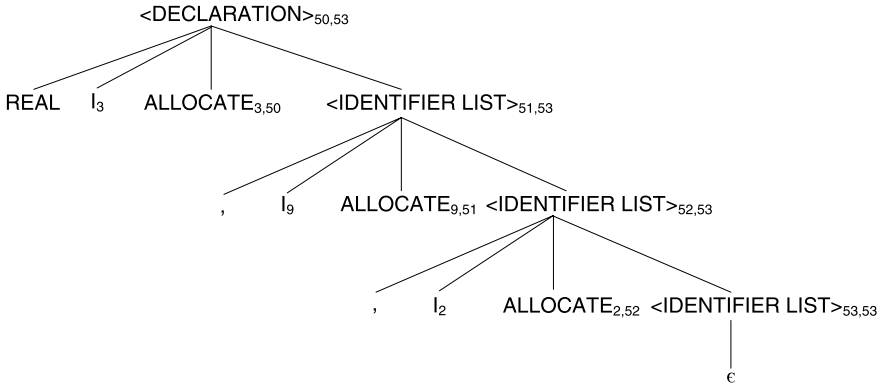 <DECLARATION>50,53
REAL I3 ALLOCATE3,50 <IDENTIFIER LIST>51,53
, I9 ALLOCATE9,51 <IDENTIFIER LIST>52,53
, I2 ALLOCATE2,52 <IDENTIFIER LIST>53,53
ϵ